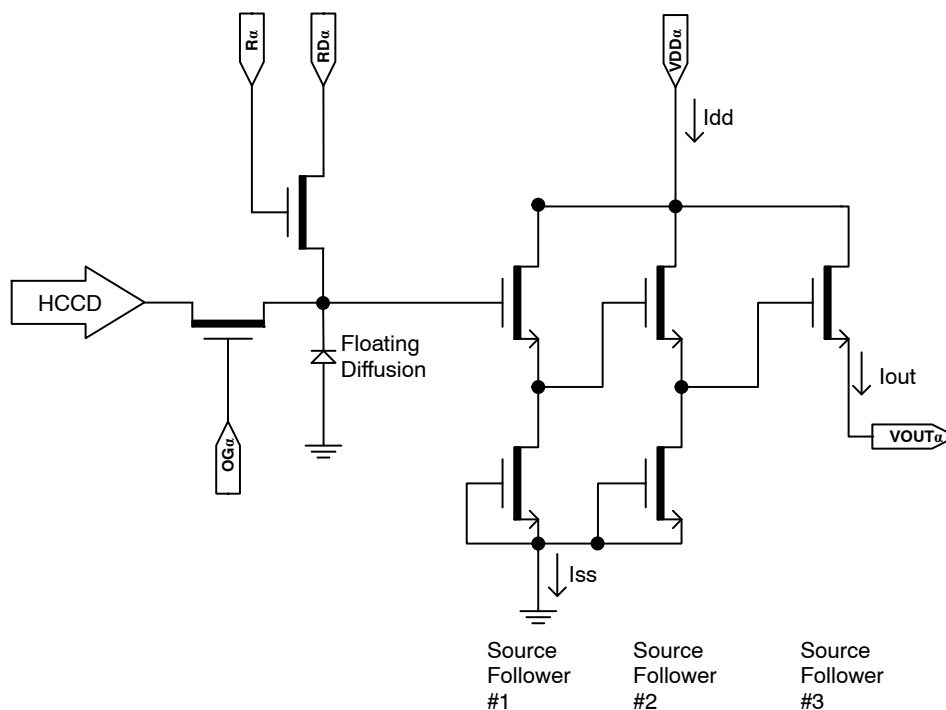 Rα
RDα
VDDα
Idd
HCCD
Floating
Diffusion
Iout
OGα
VOUTα
Iss
Source
Follower
#1
Source
Follower
#2
Source
Follower
#3